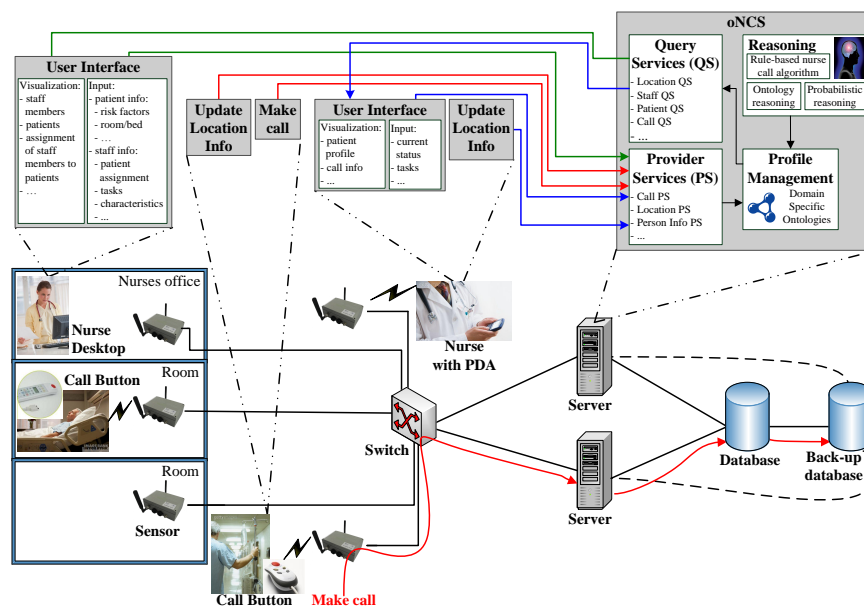 oNCS
User Interface
Visualization:
- staff
members
- patients
- assignment
of staff
members to
patients
- ...
Input:
- patient info:
- risk factors
- room/bed
- ...
- staff info:
- patient
assignment
- tasks
- characteristics
- ...
Update
Location
Info
Make
call
User Interface
Visualization:
- patient
profile
- call info
- ...
Input:
- current
status
- tasks
- ...
Update
Location
Info
Query
Services (QS)
- Location QS
- Staff QS
- Patient QS
- Call QS
- ...
Reasoning
Rule-based nurse
call algorithm
Ontology
reasoning
Probabilistic
reasoning
Provider
Services (PS)
- Call PS
- Location PS
- Person Info PS
- ...
Profile
Management
Domain
Specific
Ontologies
Nurses office
Nurse
Desktop
Room
Call Button
Room
Sensor
Nurse
with PDA
Switch
Server
Server
Database
Back-up
database
Call Button
Make call